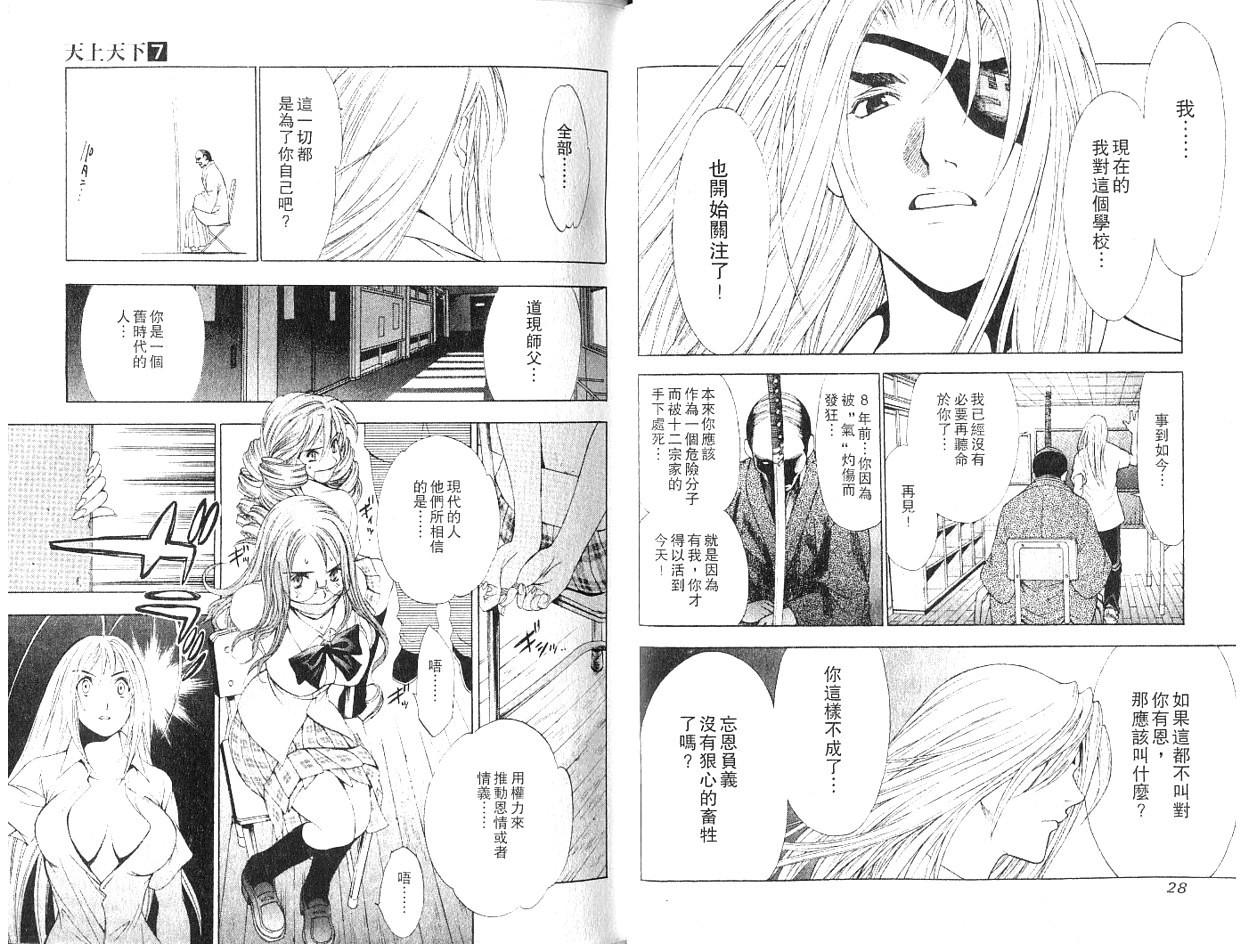 我……
現在的
我對這個學校…
也開始關注了！
事到如今…
我已經沒有
必要再聽命
於你了…
再見！
8年前…你因為
被"氣"灼傷而
發狂…
本來你應該
作為一個危險分子
而被十二宗家的
手下處死…
就是因為
有我，你才
得以活到
今天！
如果這都不叫對
你有恩，
那應該叫什麼？
你這樣不成了…
忘恩負義
沒有狠心的畜牲
了嗎？
28
天上天下7
全部……
這一切都
是為了你自己吧？
道現師父…
你是一個
舊時代的
人…
現代的人
他們所相信
的是……
唔……
用權力來
推動恩情或者
情義……
唔……